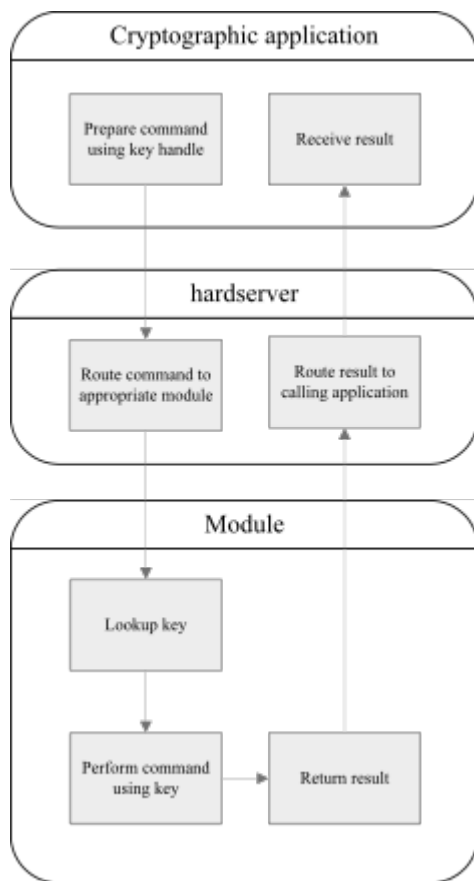 Cryptographic application
Prepare command
using key handle
Receive result
hardserver
Route command to
appropriate module
Route result to
calling application
Module
Lookup key
Perform command
using key
Return result